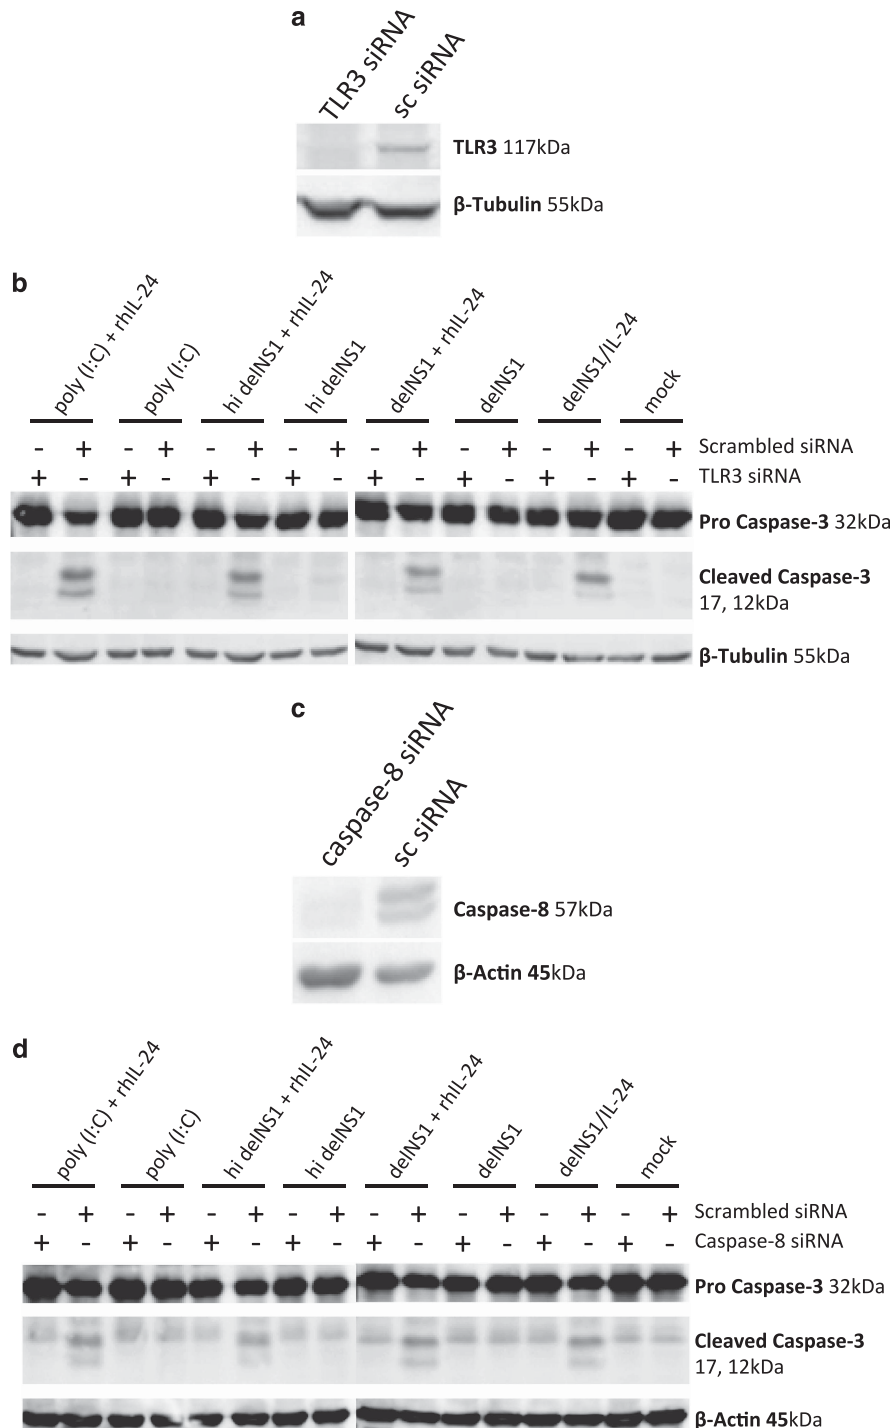 a
TLR3 siRNA
sc siRNA
TLR3 117kDa
β-Tubulin 55kDa
b
poly (I:C) + rhIL-24
poly (I:C)
hi delNS1 + rhIL-24
hi delNS1
delNS1 + rhIL-24
delNS1
delNS1/IL-24
mock
- + - + - + - + - + - + - + - + Scrambled siRNA
+ - + - + - + - + - + - + - + - TLR3 siRNA
Pro Caspase-3 32kDa
Cleaved Caspase-3
17, 12kDa
β-Tubulin 55kDa
c
caspase-8 siRNA
sc siRNA
Caspase-8 57kDa
β-Actin 45kDa
d
poly (I:C) + rhIL-24
poly (I:C)
hi delNS1 + rhIL-24
hi delNS1
delNS1 + rhIL-24
delNS1
delNS1/IL-24
mock
- + - + - + - + - + - + - + - + Scrambled siRNA
+ - + - + - + - + - + - + - + - Caspase-8 siRNA
Pro Caspase-3 32kDa
Cleaved Caspase-3
17, 12kDa
β-Actin 45kDa